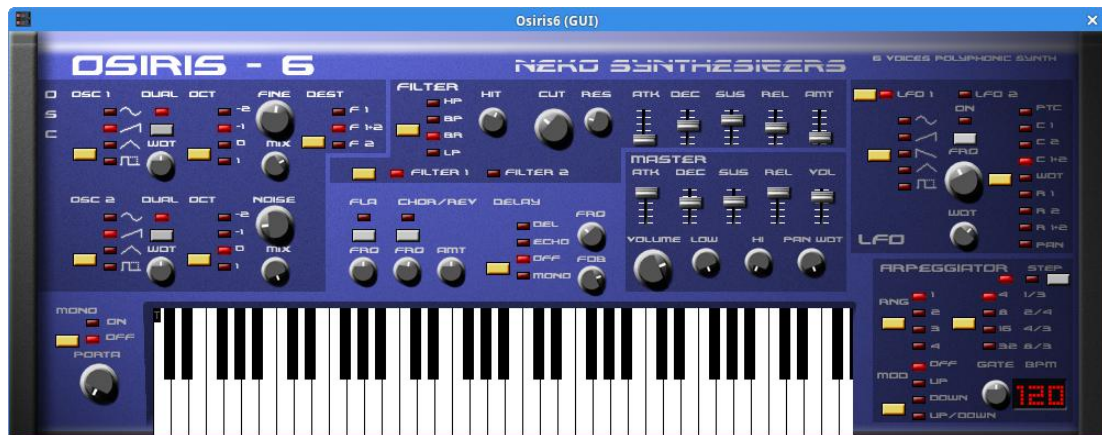 Osiris6 (GUI)
OSIRIS - 6
NEKO SYNTHESIZERS
6 VOICES POLYPHONIC SYNTH
OSC
OSC 1 DUAL OCT FINE DEST
-2
-1
0
1
WDT
MIX
F 1
F 1+2
F 2
OSC 2 DUAL OCT NOISE
-2
-1
0
1
WDT
MIX
FILTER
HP
BP
BR
LP
HIT CUT RES ATK DEC SUS REL AMT
FILTER 1 FILTER 2
FLA CHOR/REV DELAY
FRQ FRQ AMT
DEL
ECHO
OFF
MONO
FRQ
FDB
MASTER
ATK DEC SUS REL VOL
VOLUME LOW HI PAN WDT
LFO 1 LFO 2
ON
FRQ
WDT
PTC
C 1
C 2
C 1+2
WDT
R 1
R 2
R 1+2
PAN
LFO
MONO
ON
OFF
PORTA
T
ARPEGGIATOR STEP
RNG
1
2
3
4
4 1/3
8 2/4
16 4/3
32 8/3
MOD
OFF
UP
DOWN
UP/DOWN
GATE BPM
120